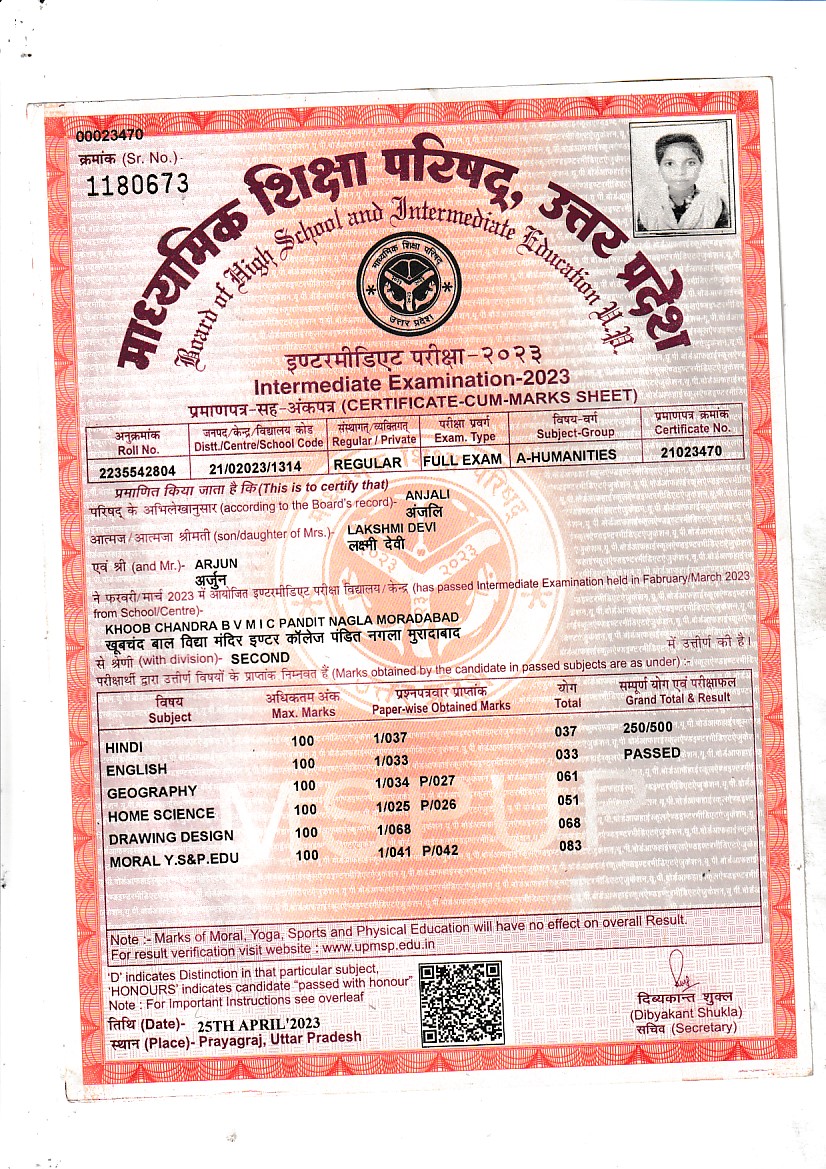 00023470
क्रमांक (Sr. No.)-
1180673
माध्यमिक शिक्षा परिषद्, उत्तर प्रदेश
Board of High School and Intermediate Education U.P.
माध्यमिक शिक्षा परिषद्
उत्तर प्रदेश
इण्टरमीडिएट परीक्षा-२०२३
Intermediate Examination-2023
प्रमाणपत्र-सह-अंकपत्र (CERTIFICATE-CUM-MARKS SHEET)
अनुक्रमांक जनपद/केन्द्र/विद्यालय कोड संस्थागत/व्यक्तिगत परीक्षा प्रवर्ग विषय-वर्ग प्रमाणपत्र क्रमांक
Roll No. Distt./Centre/School Code Regular / Private Exam. Type Subject-Group Certificate No.
2235542804 21/02023/1314 REGULAR FULL EXAM A-HUMANITIES 21023470
प्रमाणित किया जाता है कि (This is to certify that)
परिषद् के अभिलेखानुसार (according to the Board's record)- ANJALI
अंजलि
आत्मज/आत्मजा श्रीमती (son/daughter of Mrs.)- LAKSHMI DEVI
लक्ष्मी देवी
एवं श्री (and Mr.)- ARJUN
अर्जुन
ने फरवरी/मार्च 2023 में आयोजित इण्टरमीडिएट परीक्षा विद्यालय/केन्द्र (has passed Intermediate Examination held in Fabruary/March 2023
from School/Centre)-
KHOOB CHANDRA B V M I C PANDIT NAGLA MORADABAD
खूबचंद बाल विद्या मंदिर इण्टर कॉलेज पंडित नगला मुरादाबाद
में उत्तीर्ण की है।
से श्रेणी (with division)- SECOND
परीक्षार्थी द्वारा उत्तीर्ण विषयों के प्राप्तांक निम्नवत हैं (Marks obtained by the candidate in passed subjects are as under) :-
विषय अधिकतम अंक प्रश्नपत्रवार प्राप्तांक योग सम्पूर्ण योग एवं परीक्षाफल
Subject Max. Marks Paper-wise Obtained Marks Total Grand Total & Result
HINDI 100 1/037 037 250/500
ENGLISH 100 1/033 033 PASSED
GEOGRAPHY 100 1/034 P/027 061
HOME SCIENCE 100 1/025 P/026 051
DRAWING DESIGN 100 1/068 068
MORAL Y.S&P.EDU 100 1/041 P/042 083
MSPUP
Note :- Marks of Moral, Yoga, Sports and Physical Education will have no effect on overall Result.
For result verification visit website : www.upmsp.edu.in
'D' indicates Distinction in that particular subject,
'HONOURS' indicates candidate "passed with honour"
Note : For Important Instructions see overleaf
तिथि (Date)- 25TH APRIL'2023
स्थान (Place)- Prayagraj, Uttar Pradesh
दिव्यकान्त शुक्ल
(Dibyakant Shukla)
सचिव (Secretary)